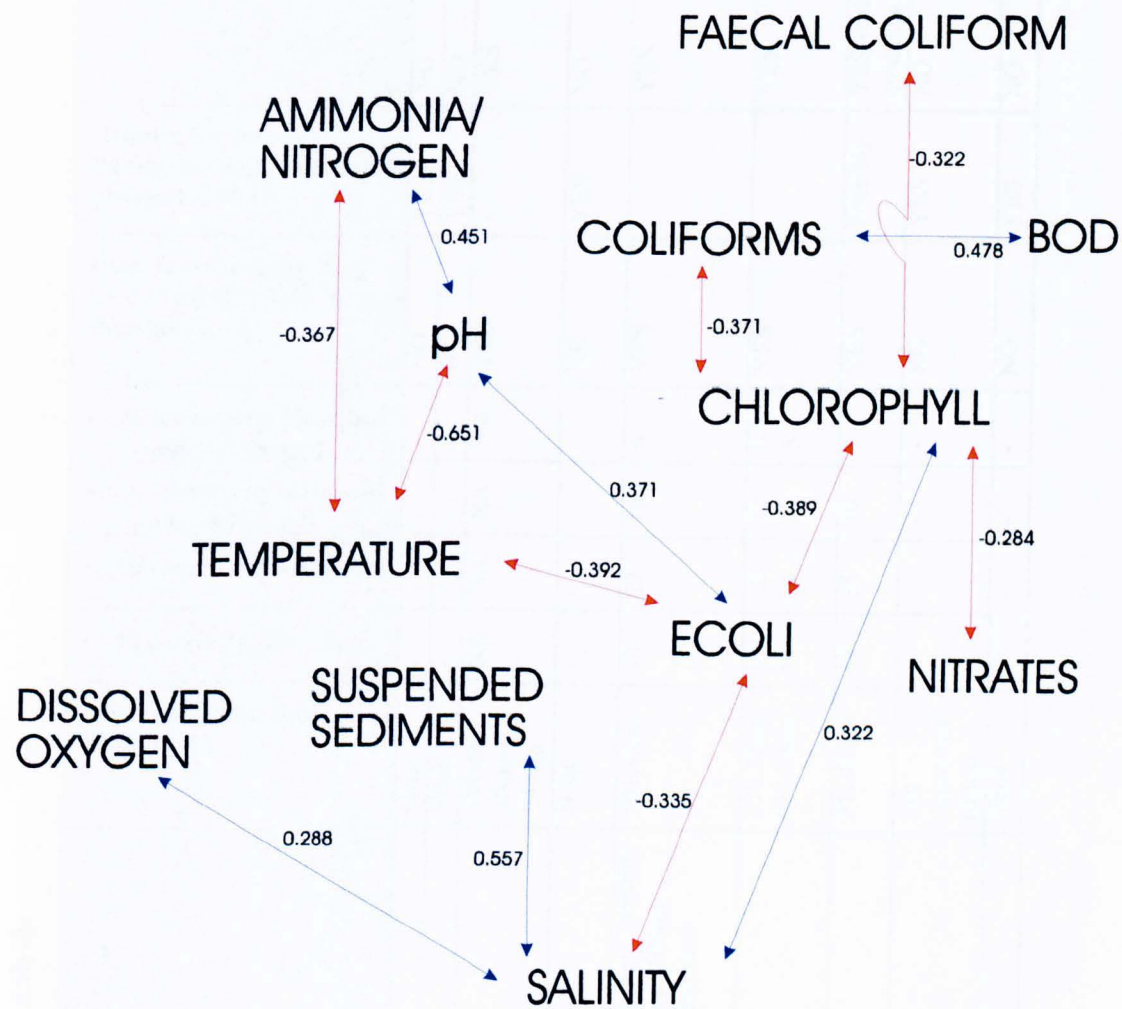 FAECAL COLIFORM
AMMONIA/
NITROGEN
-0.322
0.451
COLIFORMS
0.478
BOD
-0.367
pH
-0.371
CHLOROPHYLL
-0.651
0.371
-0.389
-0.284
TEMPERATURE
-0.392
ECOLI
NITRATES
DISSOLVED
OXYGEN
SUSPENDED
SEDIMENTS
0.322
-0.335
0.288
0.557
SALINITY